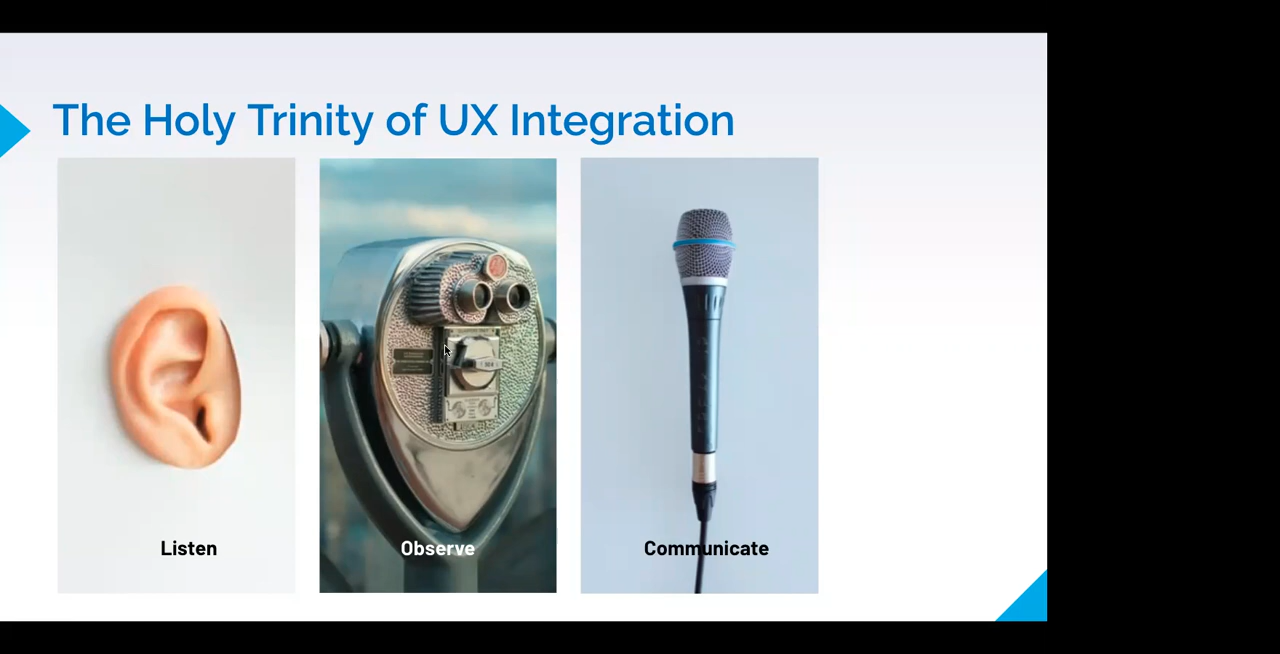 The Holy Trinity of UX Integration
Listen
Observe
Communicate